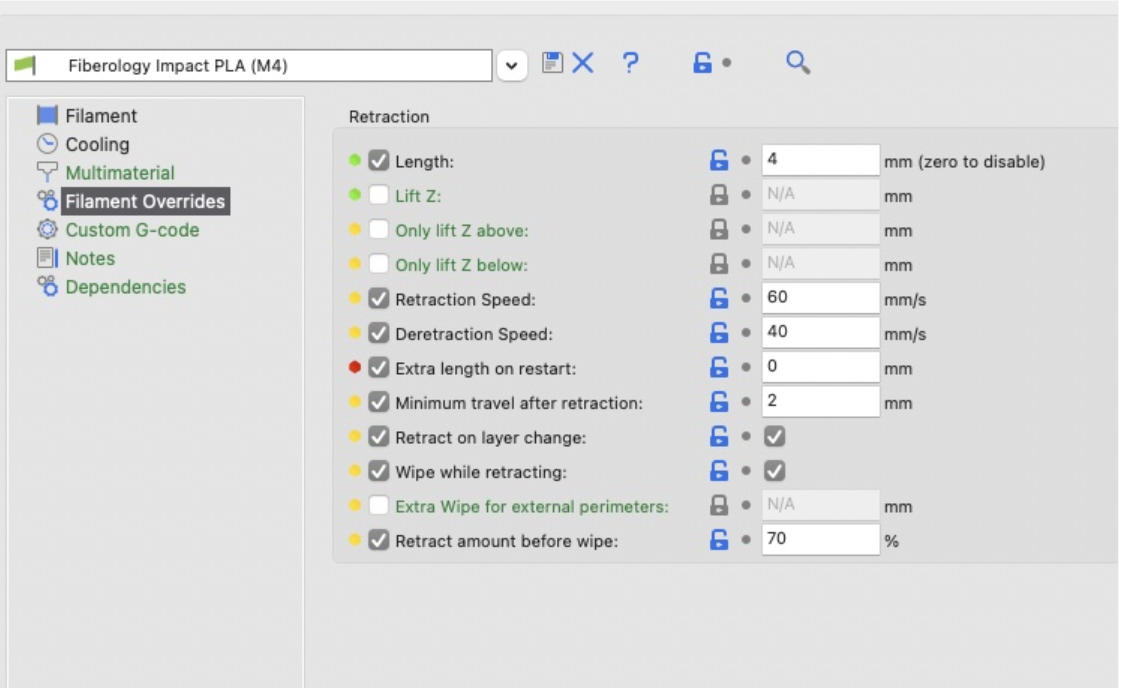 Fiberology Impact PLA (M4)
?
Filament
Cooling
Multimaterial
Filament Overrides
Custom G-code
Notes
Dependencies
Retraction
Length: 4 mm (zero to disable)
Lift Z: N/A mm
Only lift Z above: N/A mm
Only lift Z below: N/A mm
Retraction Speed: 60 mm/s
Deretraction Speed: 40 mm/s
Extra length on restart: 0 mm
Minimum travel after retraction: 2 mm
Retract on layer change:
Wipe while retracting:
Extra Wipe for external perimeters: N/A mm
Retract amount before wipe: 70 %